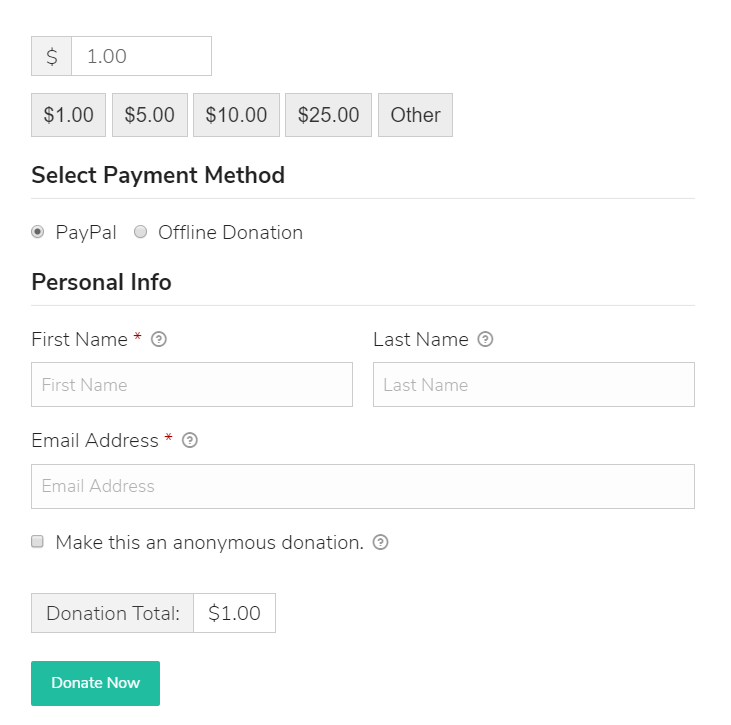 $ 1.00
$1.00 $5.00 $10.00 $25.00 Other
Select Payment Method
PayPal Offline Donation
Personal Info
First Name * ? Last Name ?
First Name Last Name
Email Address * ?
Email Address
Make this an anonymous donation. ?
Donation Total: $1.00
Donate Now